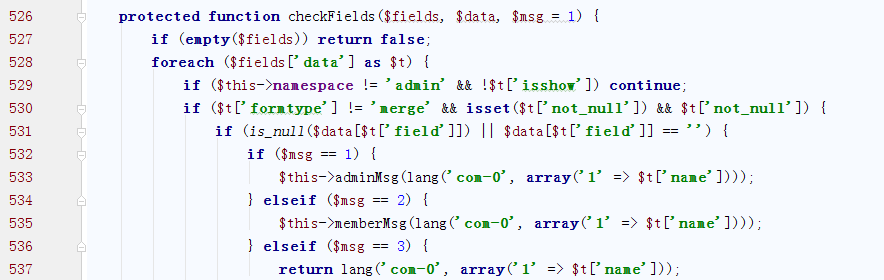 526 protected function checkFields($fields, $data, $msg = 1) {
527 if (empty($fields)) return false;
528 foreach ($fields['data'] as $t) {
529 if ($this->namespace != 'admin' && !$t['isshow']) continue;
530 if ($t['formtype'] != 'merge' && isset($t['not_null']) && $t['not_null']) {
531 if (is_null($data[$t['field']]) || $data[$t['field']] == '') {
532 if ($msg == 1) {
533 $this->adminMsg(lang('com-0', array('1' => $t['name'])));
534 } elseif ($msg == 2) {
535 $this->memberMsg(lang('com-0', array('1' => $t['name'])));
536 } elseif ($msg == 3) {
537 return lang('com-0', array('1' => $t['name']));